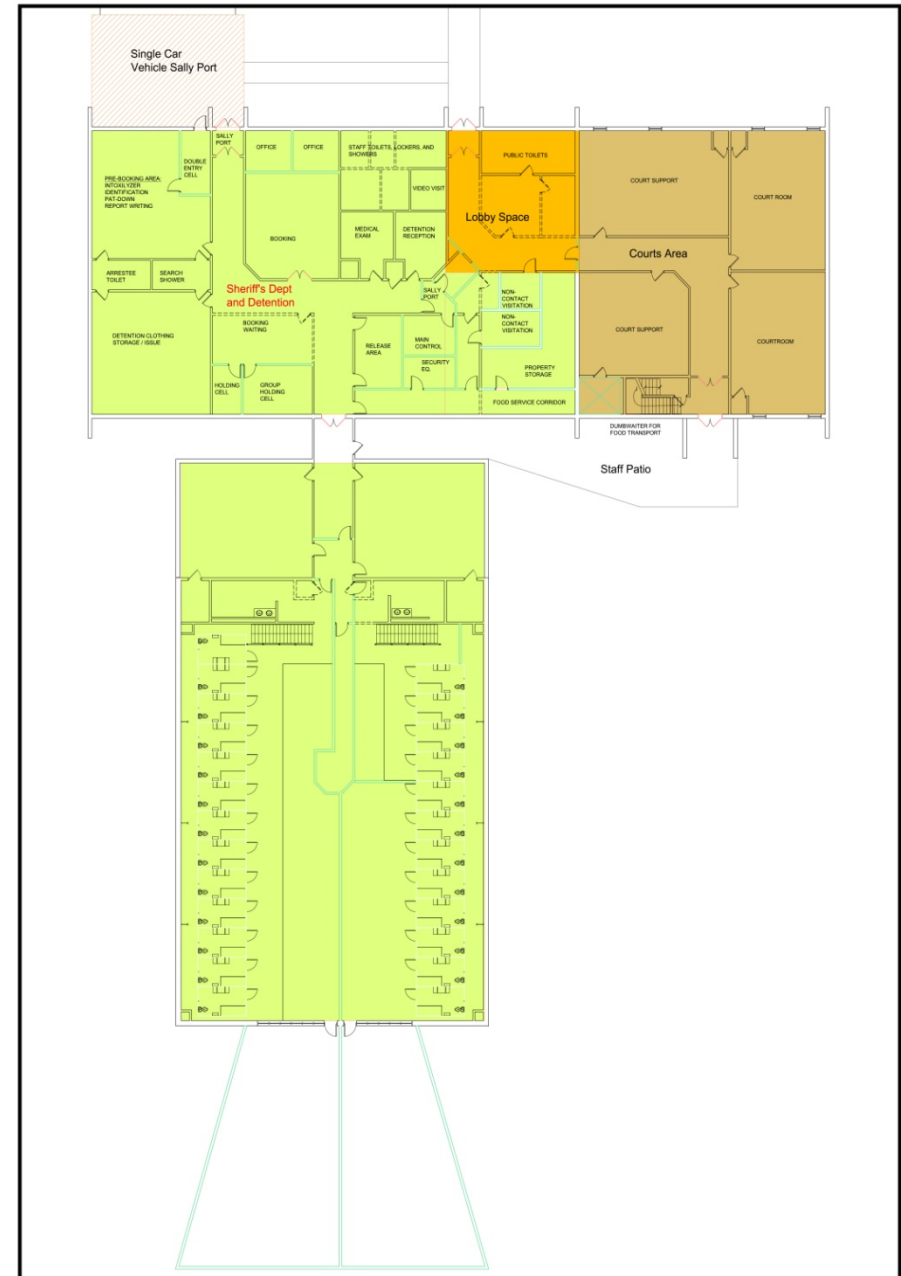 Single Car
Vehicle Sally Port
SALLY
PORT
OFFICE
OFFICE
STAFF TOILETS, LOCKERS, AND
SHOWERS
PUBLIC TOILETS
DOUBLE
ENTRY
CELL
PRE-BOOKING AREA:
INTOXILYZER
IDENTIFICATION
PAT-DOWN
REPORT WRITING
VIDEO VISIT
COURT SUPPORT
COURT ROOM
Lobby Space
BOOKING
MEDICAL
EXAM
DETENTION
RECEPTION
Courts Area
ARRESTEE
TOILET
SEARCH
SHOWER
Sheriff's Dept
and Detention
SALLY
PORT
NON-
CONTACT
VISITATION
NON-
CONTACT
VISITATION
BOOKING
WAITING
COURT SUPPORT
DETENTION CLOTHING
STORAGE / ISSUE
RELEASE
AREA
MAIN
CONTROL
COURTROOM
SECURITY
EQ.
PROPERTY
STORAGE
HOLDING
CELL
GROUP
HOLDING
CELL
FOOD SERVICE CORRIDOR
DUMBWAITER FOR
FOOD TRANSPORT
Staff Patio